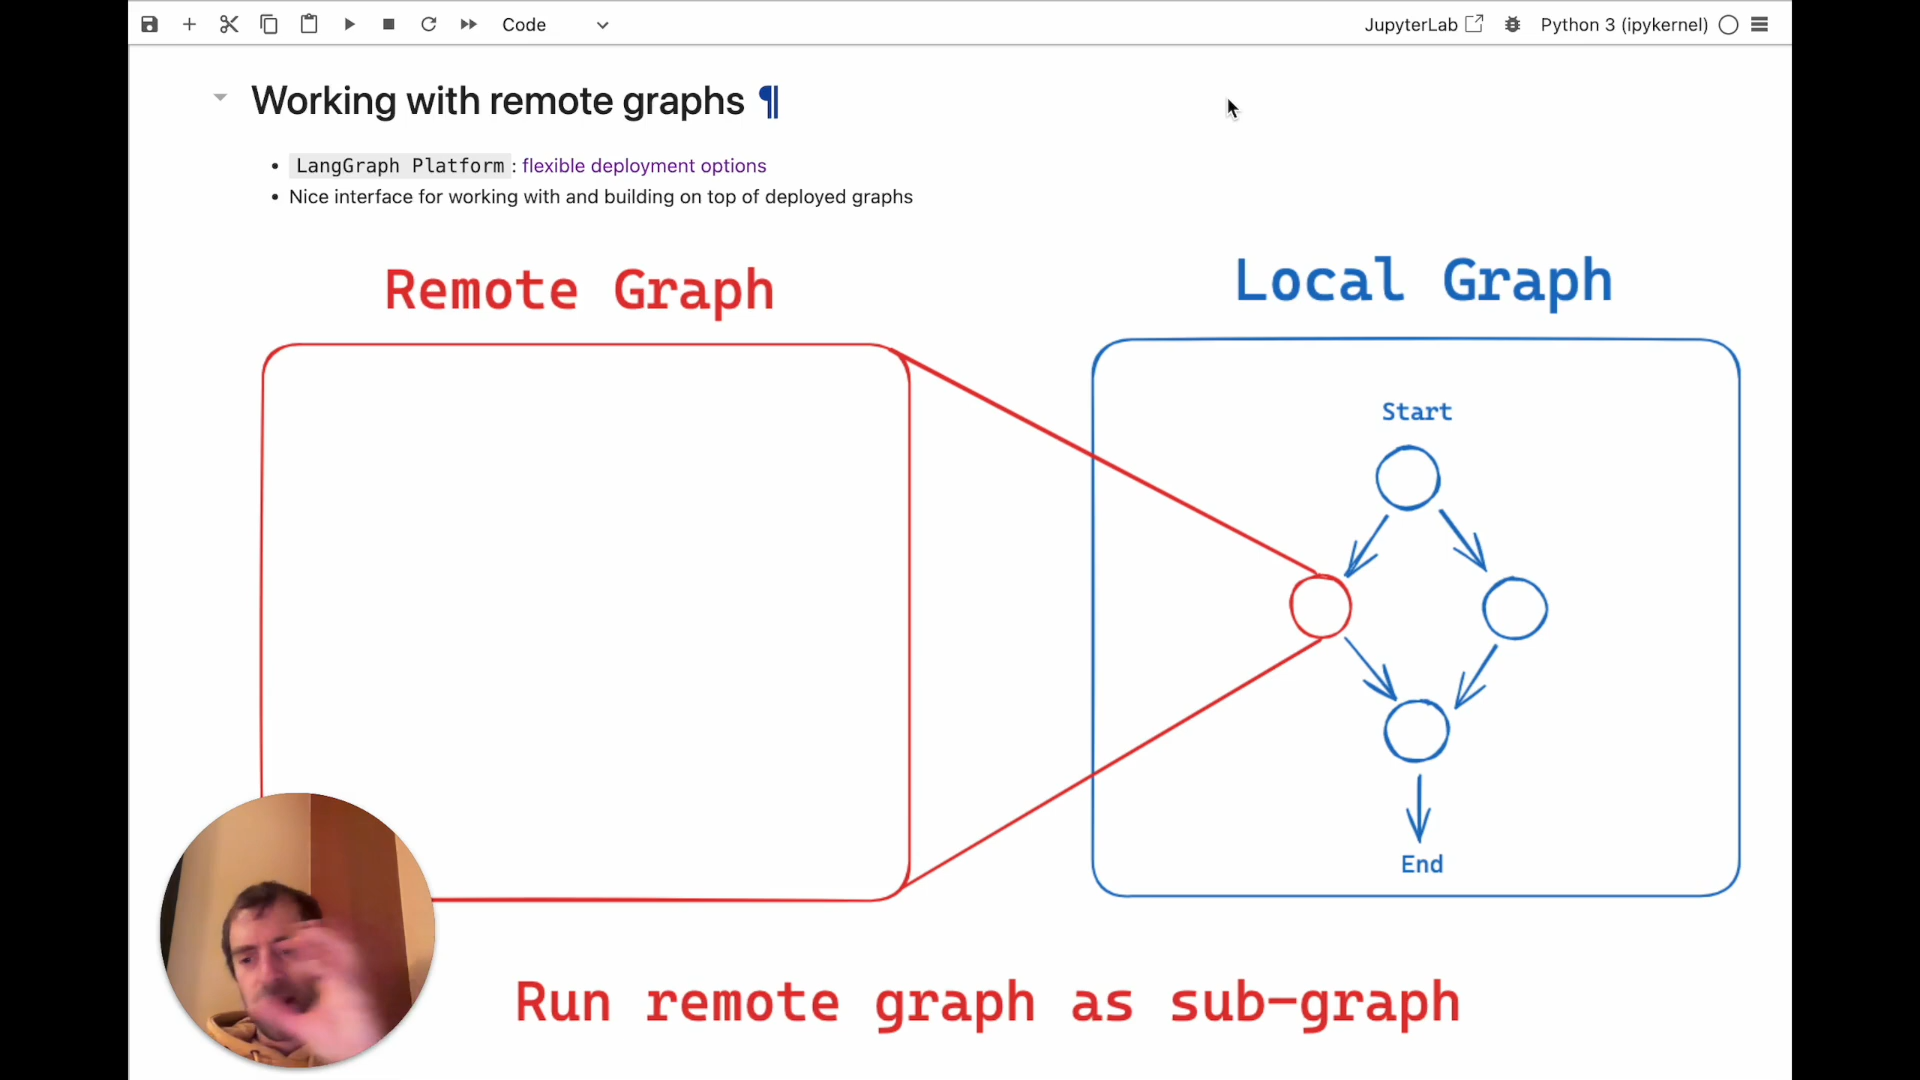 Code
JupyterLab
Python 3 (ipykernel)
Working with remote graphs ¶
LangGraph Platform : flexible deployment options
Nice interface for working with and building on top of deployed graphs
Remote Graph
Local Graph
Start
End
Run remote graph as sub-graph